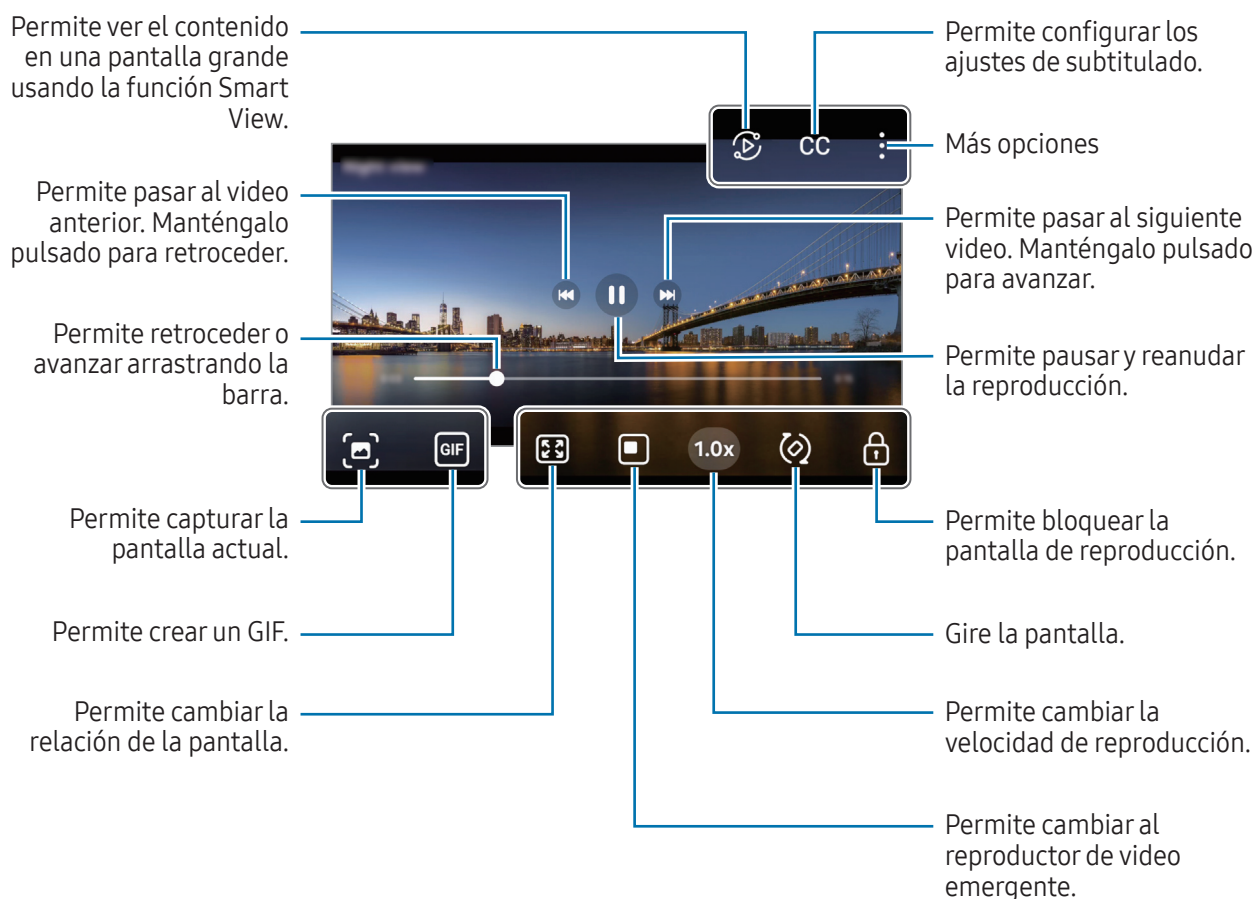 Permite ver el contenido
en una pantalla grande
usando la función Smart
View.
Permite configurar los
ajustes de subtitulado.
CC
Más opciones
Permite pasar al video
anterior. Manténgalo
pulsado para retroceder.
Permite pasar al siguiente
video. Manténgalo pulsado
para avanzar.
Permite retroceder o
avanzar arrastrando la
barra.
Permite pausar y reanudar
la reproducción.
GIF
1.0x
Permite capturar la
pantalla actual.
Permite bloquear la
pantalla de reproducción.
Permite crear un GIF.
Gire la pantalla.
Permite cambiar la
relación de la pantalla.
Permite cambiar la
velocidad de reproducción.
Permite cambiar al
reproductor de video
emergente.